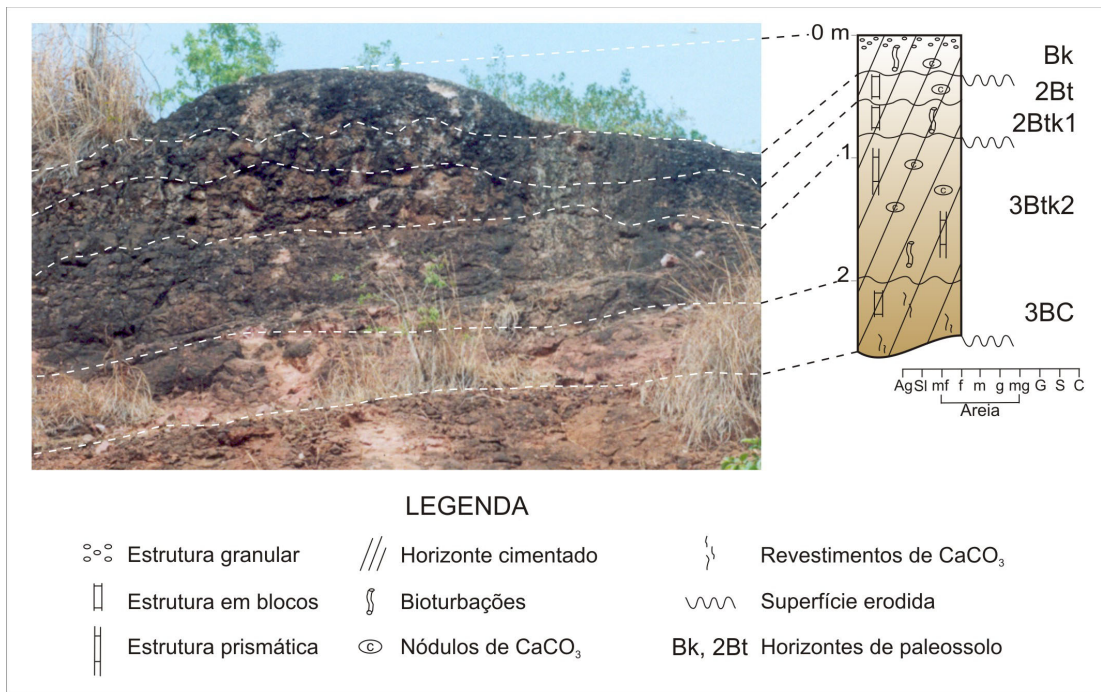 0 m
Bk
2Bt
2Btk1
1
3Btk2
2
3BC
Ag Sl mf f m g mg G S C
Areia
LEGENDA
Estrutura granular
Horizonte cimentado
Revestimentos de CaCO₃
Estrutura em blocos
Bioturbações
Superfície erodida
Estrutura prismática
c Nódulos de CaCO₃
Bk, 2Bt Horizontes de paleossolo